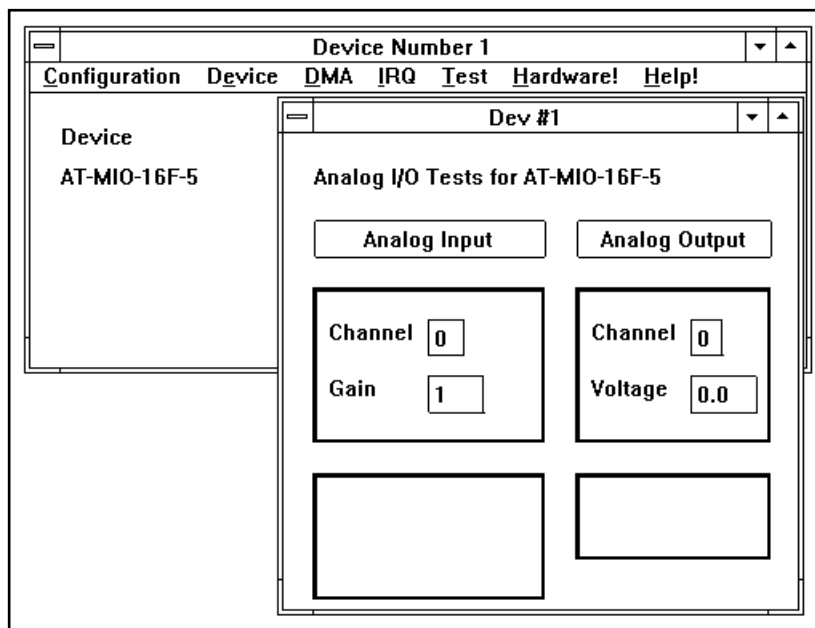 Device Number 1
Configuration Device DMA IRQ Test Hardware! Help!
Device
AT-MIO-16F-5
Dev #1
Analog I/O Tests for AT-MIO-16F-5
Analog Input Analog Output
Channel 0 Channel 0
Gain 1 Voltage 0.0